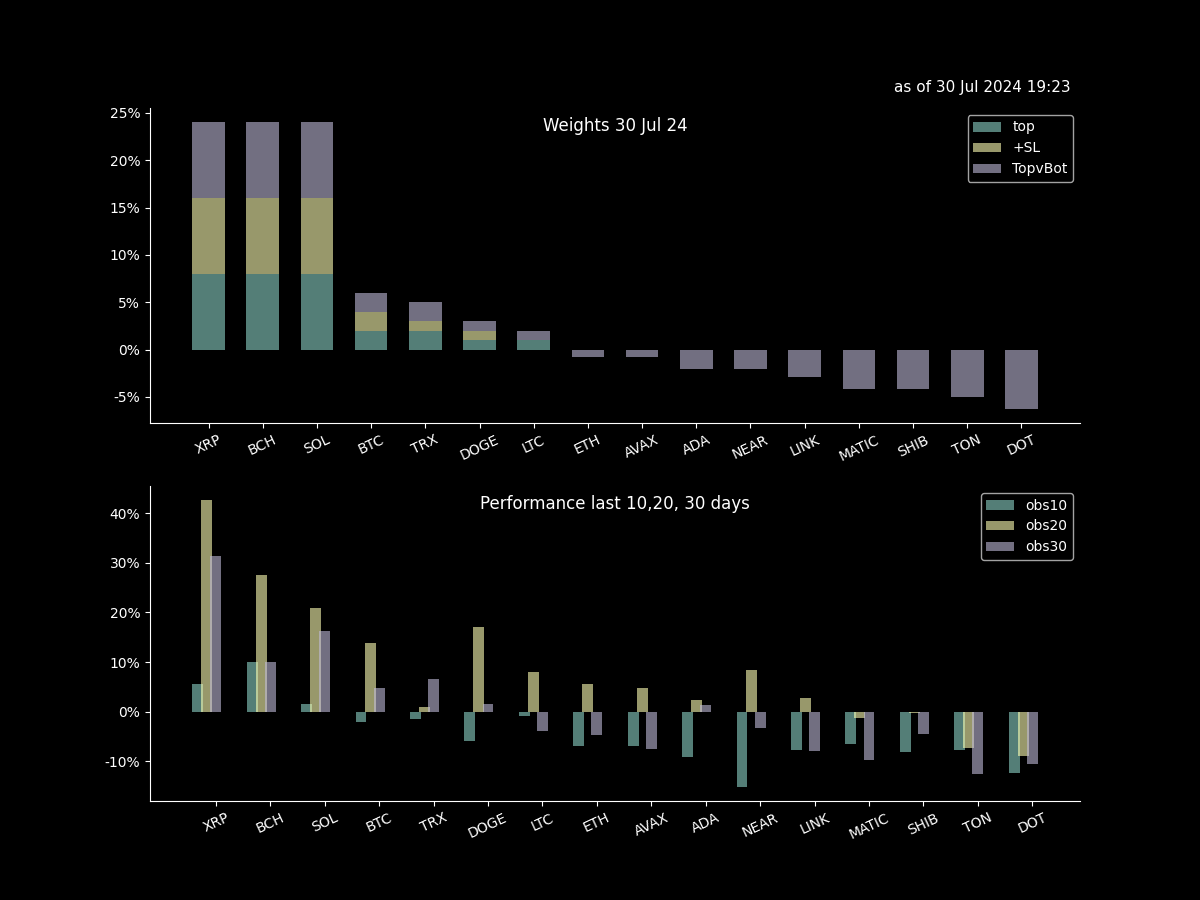 as of 30 Jul 2024 19:23
Weights 30 Jul 24
top
+SL
TopvBot
25%
20%
15%
10%
5%
0%
-5%
XRP BCH SOL BTC TRX DOGE LTC ETH AVAX ADA NEAR LINK MATIC SHIB TON DOT
Performance last 10,20, 30 days
obs10
obs20
obs30
40%
30%
20%
10%
0%
-10%
XRP BCH SOL BTC TRX DOGE LTC ETH AVAX ADA NEAR LINK MATIC SHIB TON DOT